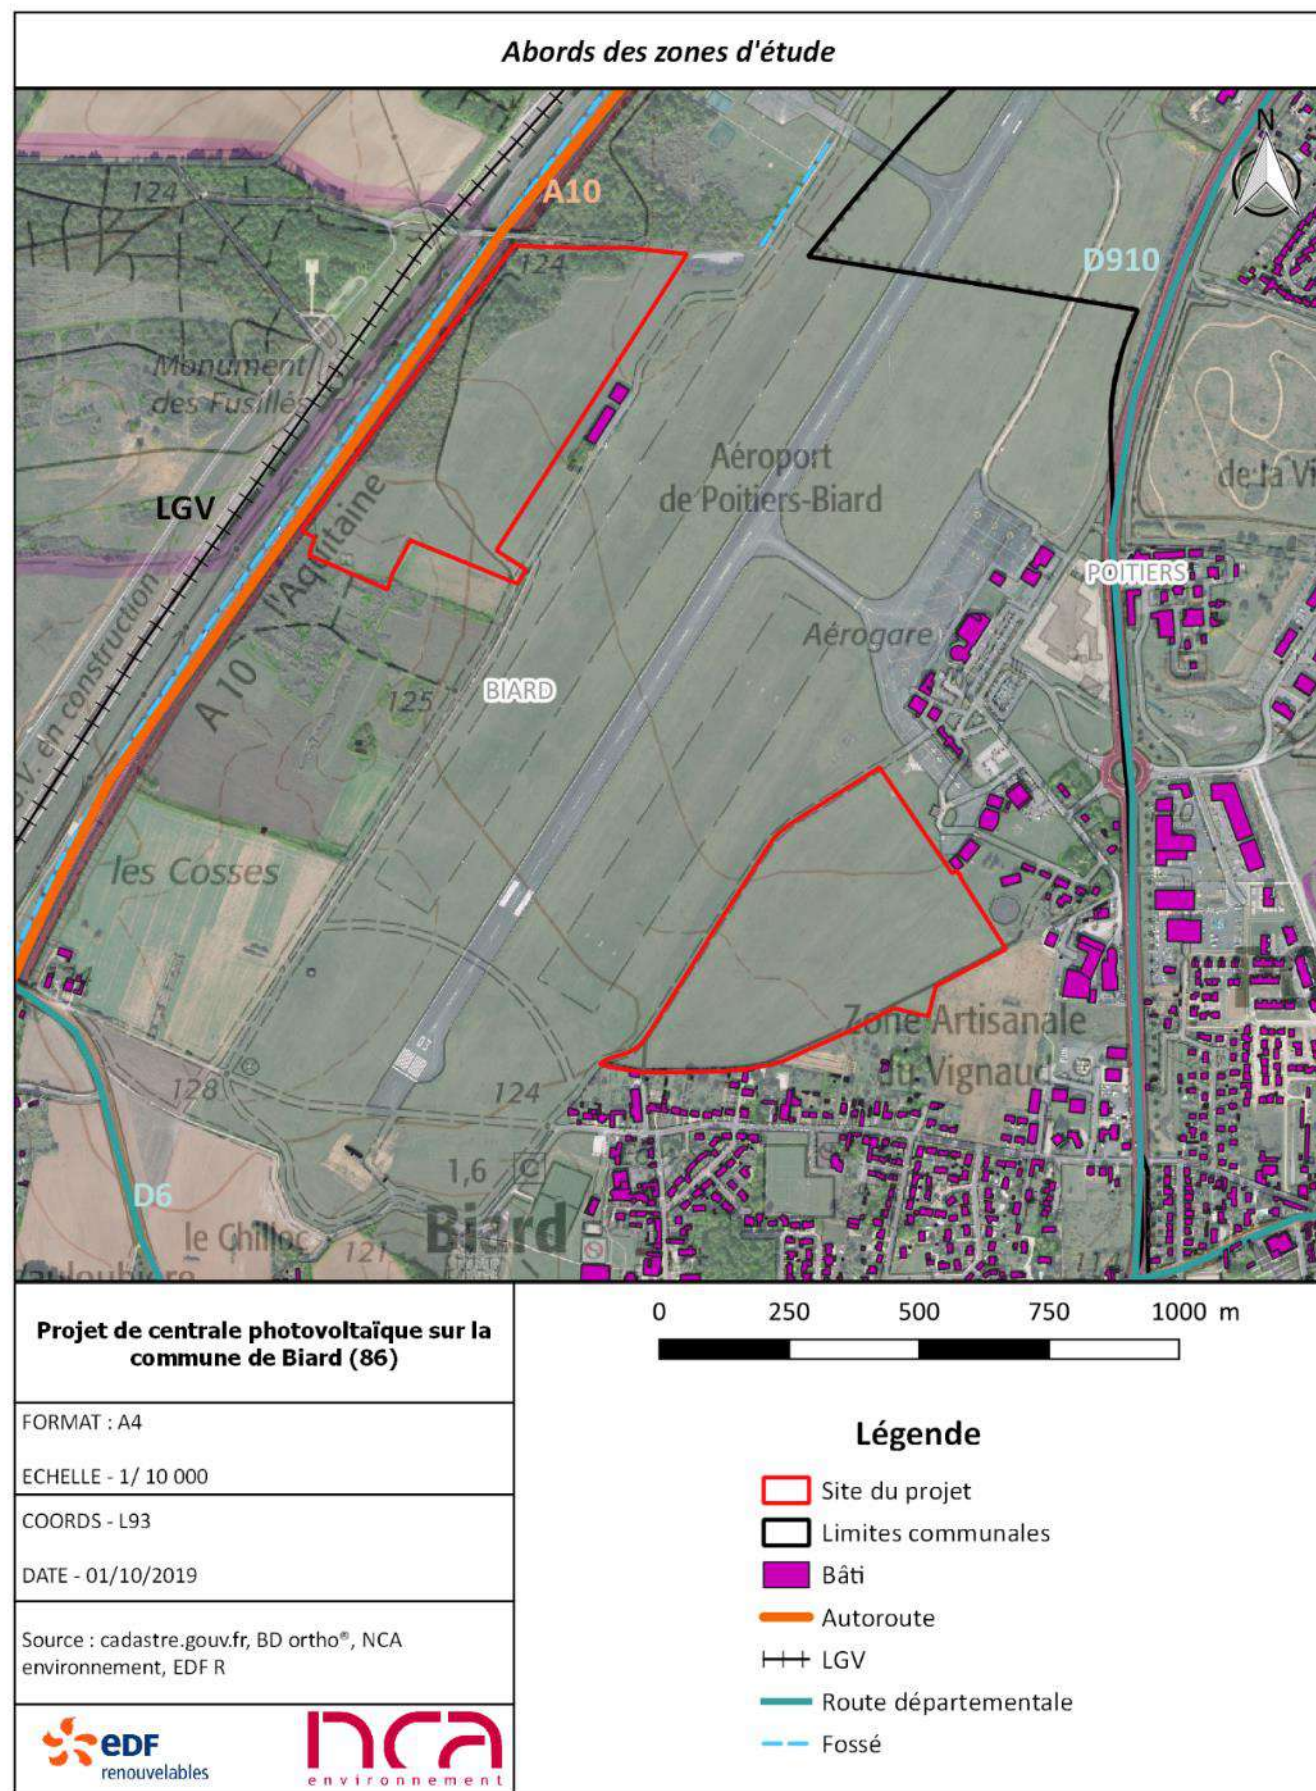 Abords des zones d'étude
N
A10
124
124
D910
Monument
des Fusillés
LGV
Aéroport
de Poitiers-Biard
de la Vi
l'Aquitaine
POITIERS
Aérogare
BIARD
A 10
125
L.G.V. en construction
les Cosses
03
Zone Artisanale
du Vignaud
128
124
1,6
C
D6
Biard
le Chilloc
121
114
Projet de centrale photovoltaïque sur la
commune de Biard (86)
0 250 500 750 1000 m
FORMAT : A4
ECHELLE - 1/ 10 000
COORDS - L93
DATE - 01/10/2019
Source : cadastre.gouv.fr, BD ortho®, NCA
environnement, EDF R
eDF
renouvelables
nca
environnement
Légende
Site du projet
Limites communales
Bâti
Autoroute
LGV
Route départementale
Fossé